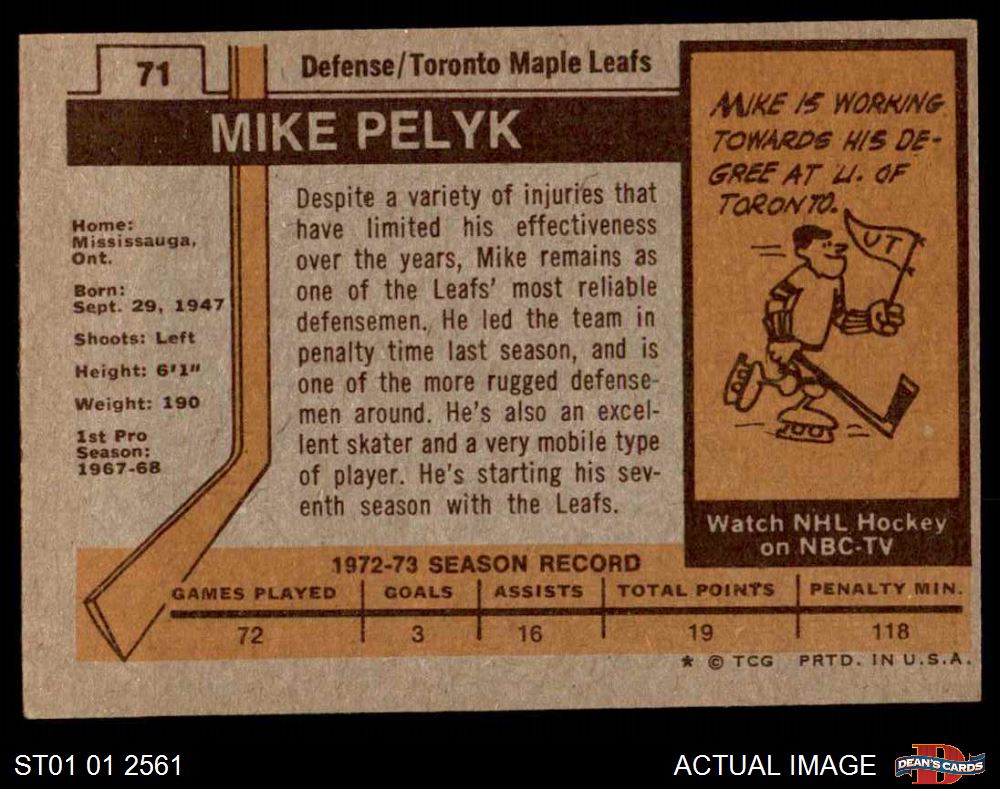 71
Defense/Toronto Maple Leafs
MIKE PELYK
Home:
Mississauga,
Ont.
Born:
Sept. 29, 1947
Shoots: Left
Height: 6'1"
Weight: 190
1st Pro
Season:
1967-68
Despite a variety of injuries that
have limited his effectiveness
over the years, Mike remains as
one of the Leafs' most reliable
defensemen. He led the team in
penalty time last season, and is
one of the more rugged defense-
men around. He's also an excel-
lent skater and a very mobile type
of player. He's starting his sev-
enth season with the Leafs.
MIKE IS WORKING
TOWARDS HIS DE-
GREE AT U. OF
TORONTO.
UT
Watch NHL Hockey
on NBC-TV
1972-73 SEASON RECORD
GAMES PLAYED GOALS ASSISTS TOTAL POINTS PENALTY MIN.
72 3 16 19 118
* © TCG PRTD. IN U.S.A.
ST01 01 2561
ACTUAL IMAGE
D
DEAN'S CARDS